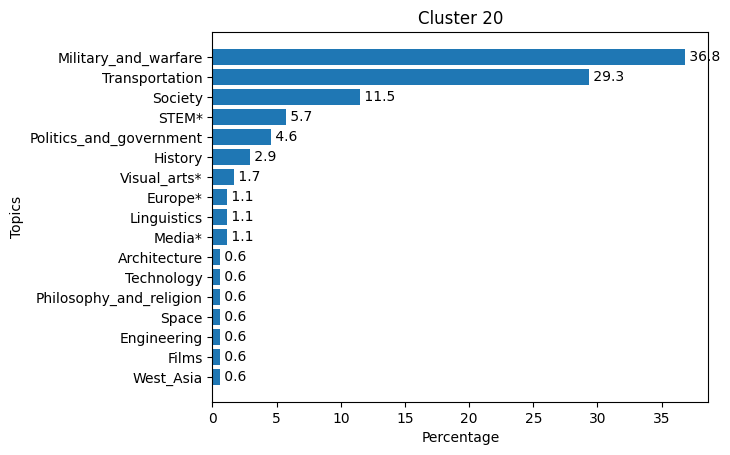 Cluster 20
Topics
Military_and_warfare 36.8
Transportation 29.3
Society 11.5
STEM* 5.7
Politics_and_government 4.6
History 2.9
Visual_arts* 1.7
Europe* 1.1
Linguistics 1.1
Media* 1.1
Architecture 0.6
Technology 0.6
Philosophy_and_religion 0.6
Space 0.6
Engineering 0.6
Films 0.6
West_Asia 0.6
0 5 10 15 20 25 30 35
Percentage